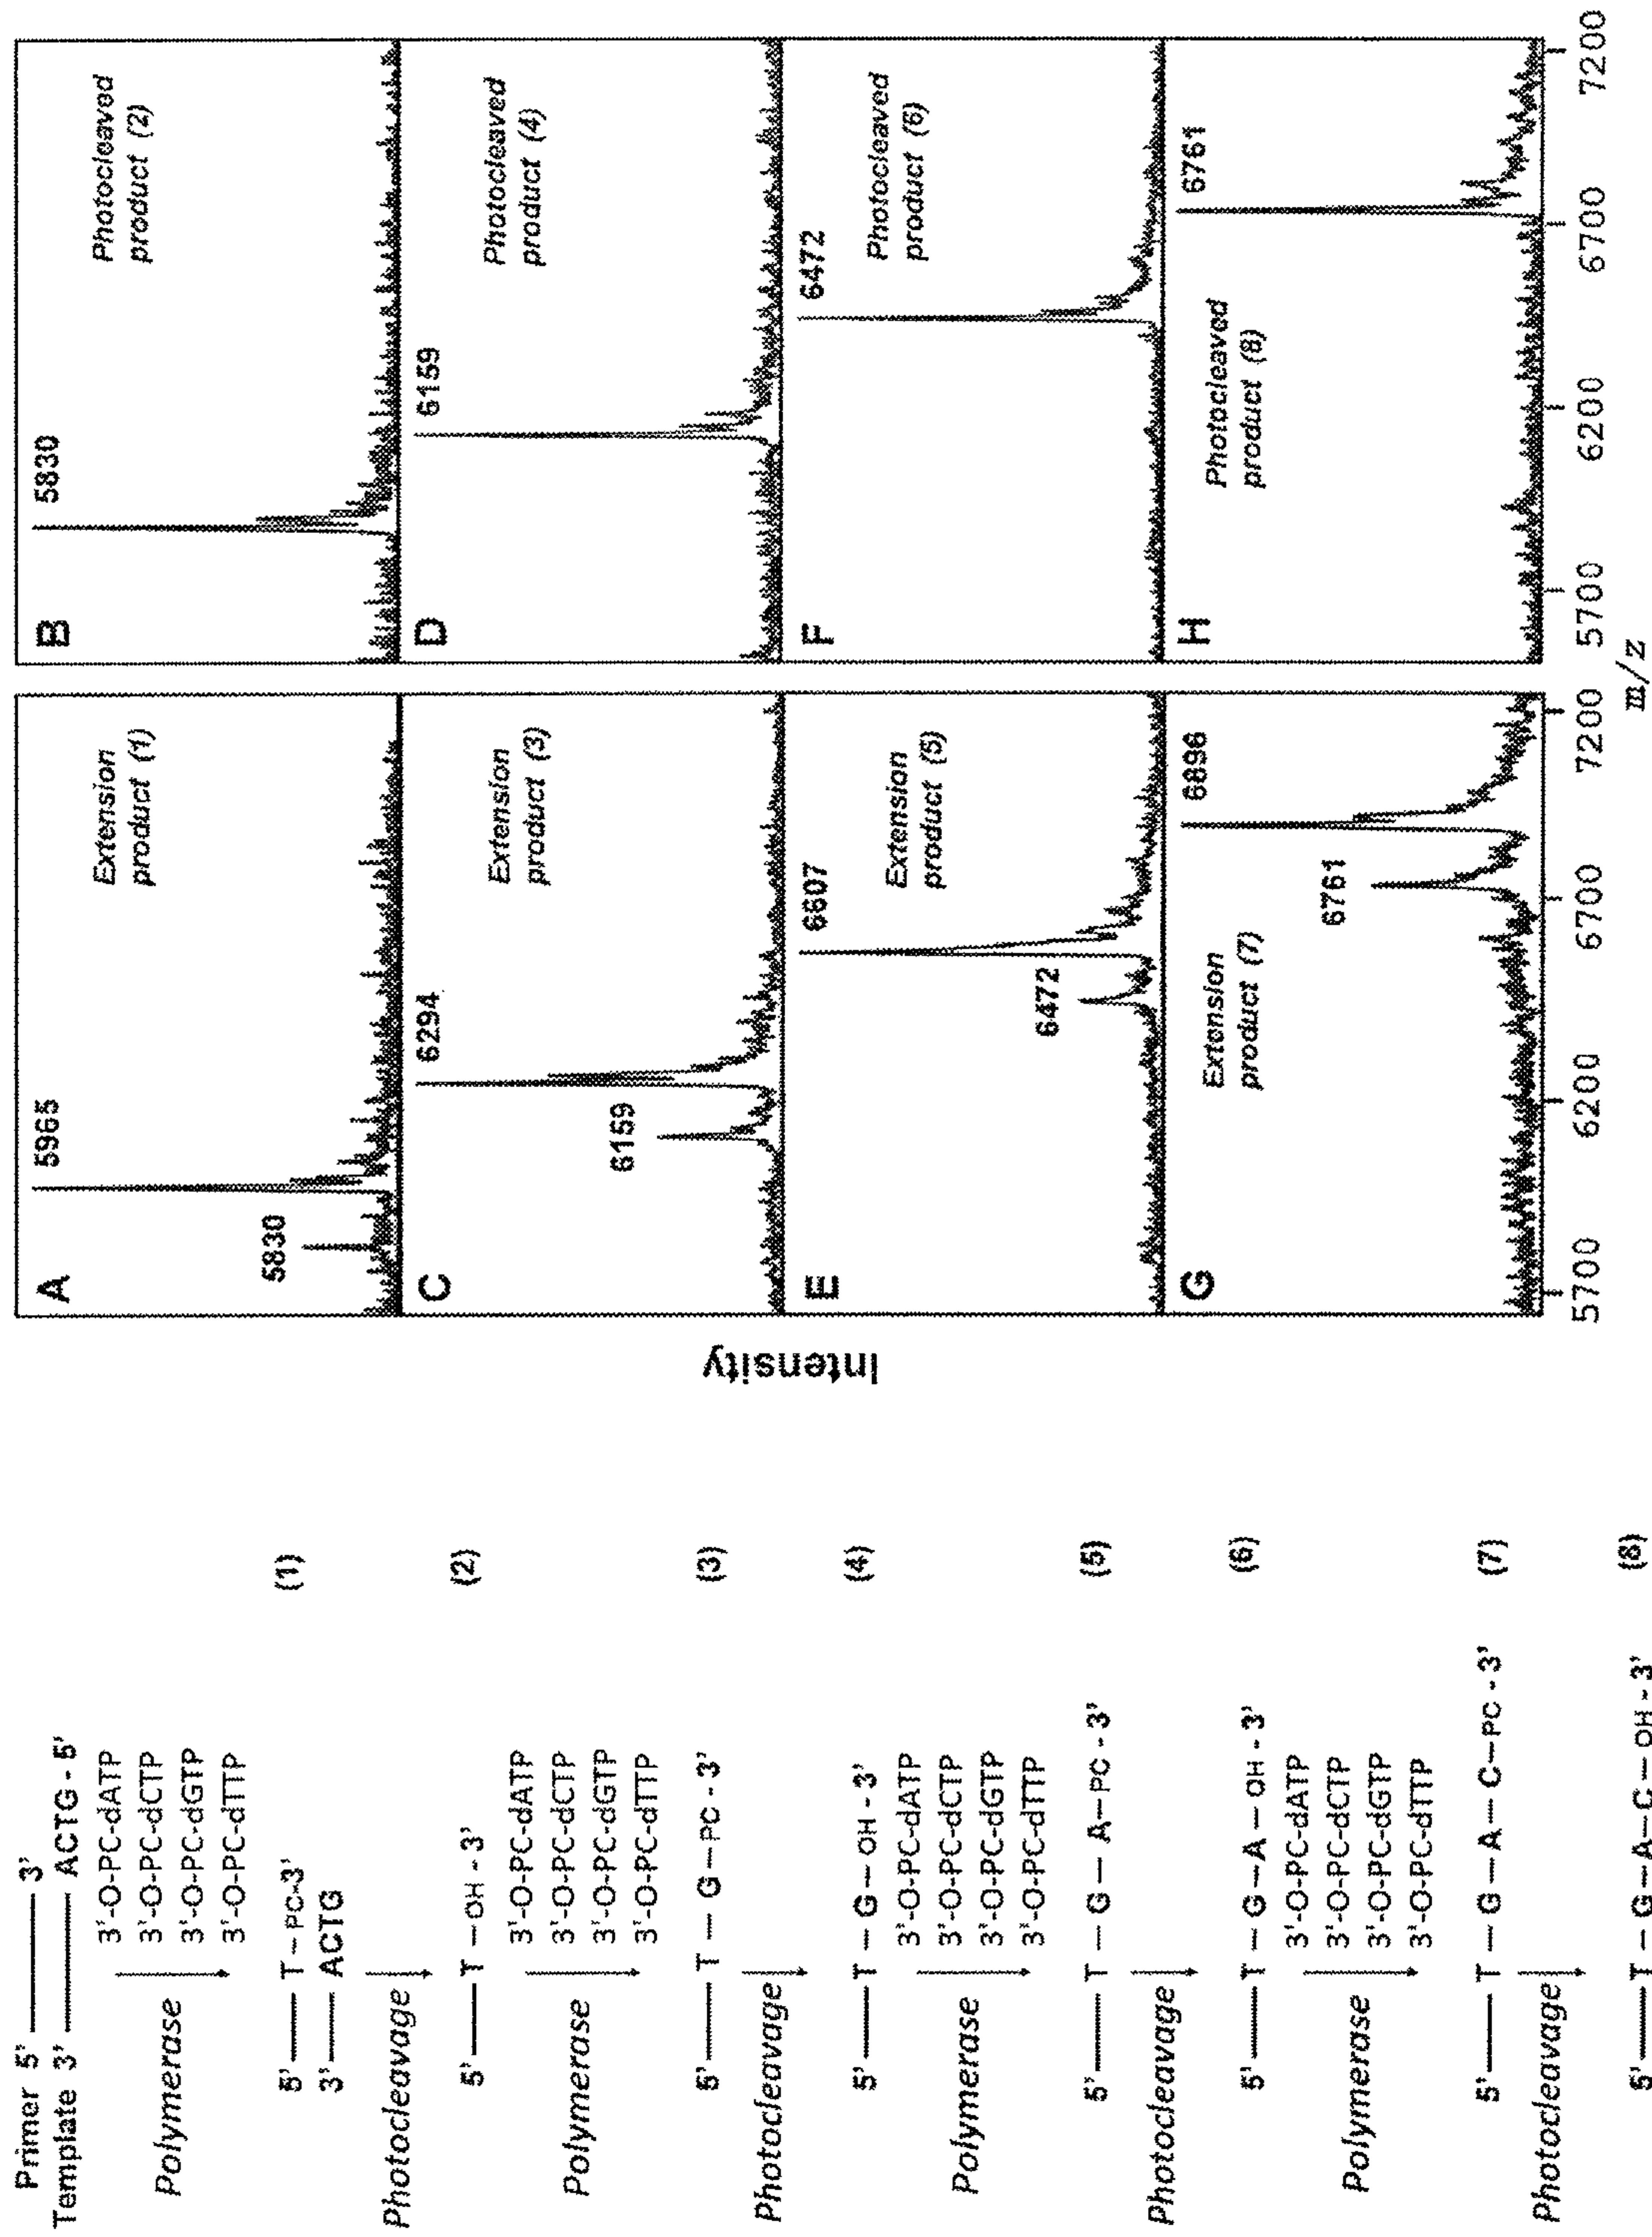 Primer 5' 3'
Template 3' ACTG - 5'
Polymerase
3'-O-PC-dATP
3'-O-PC-dCTP
3'-O-PC-dGTP
3'-O-PC-dTTP
5' T - PC-3' (1)
3' ACTG
Photocleavage
5' T - OH - 3' (2)
Polymerase
3'-O-PC-dATP
3'-O-PC-dCTP
3'-O-PC-dGTP
3'-O-PC-dTTP
5' T - G - PC - 3' (3)
Photocleavage
5' T - G - OH - 3' (4)
Polymerase
3'-O-PC-dATP
3'-O-PC-dCTP
3'-O-PC-dGTP
3'-O-PC-dTTP
5' T - G - A - PC - 3' (5)
Photocleavage
5' T - G - A - OH - 3' (6)
Polymerase
3'-O-PC-dATP
3'-O-PC-dCTP
3'-O-PC-dGTP
3'-O-PC-dTTP
5' T - G - A - C - PC - 3' (7)
Photocleavage
5' T - G - A - C - OH - 3' (8)
Intensity
A
5830
5965
Extension
product (1)
B
5830
Photocleaved
product (2)
C
6159
6294
Extension
product (3)
D
6159
Photocleaved
product (4)
E
6472
6607
Extension
product (5)
F
6472
Photocleaved
product (6)
G
Extension
product (7)
6761
6896
H
Photocleaved
product (8)
6761
5700 6200 6700 7200
5700 6200 6700 7200
m/z